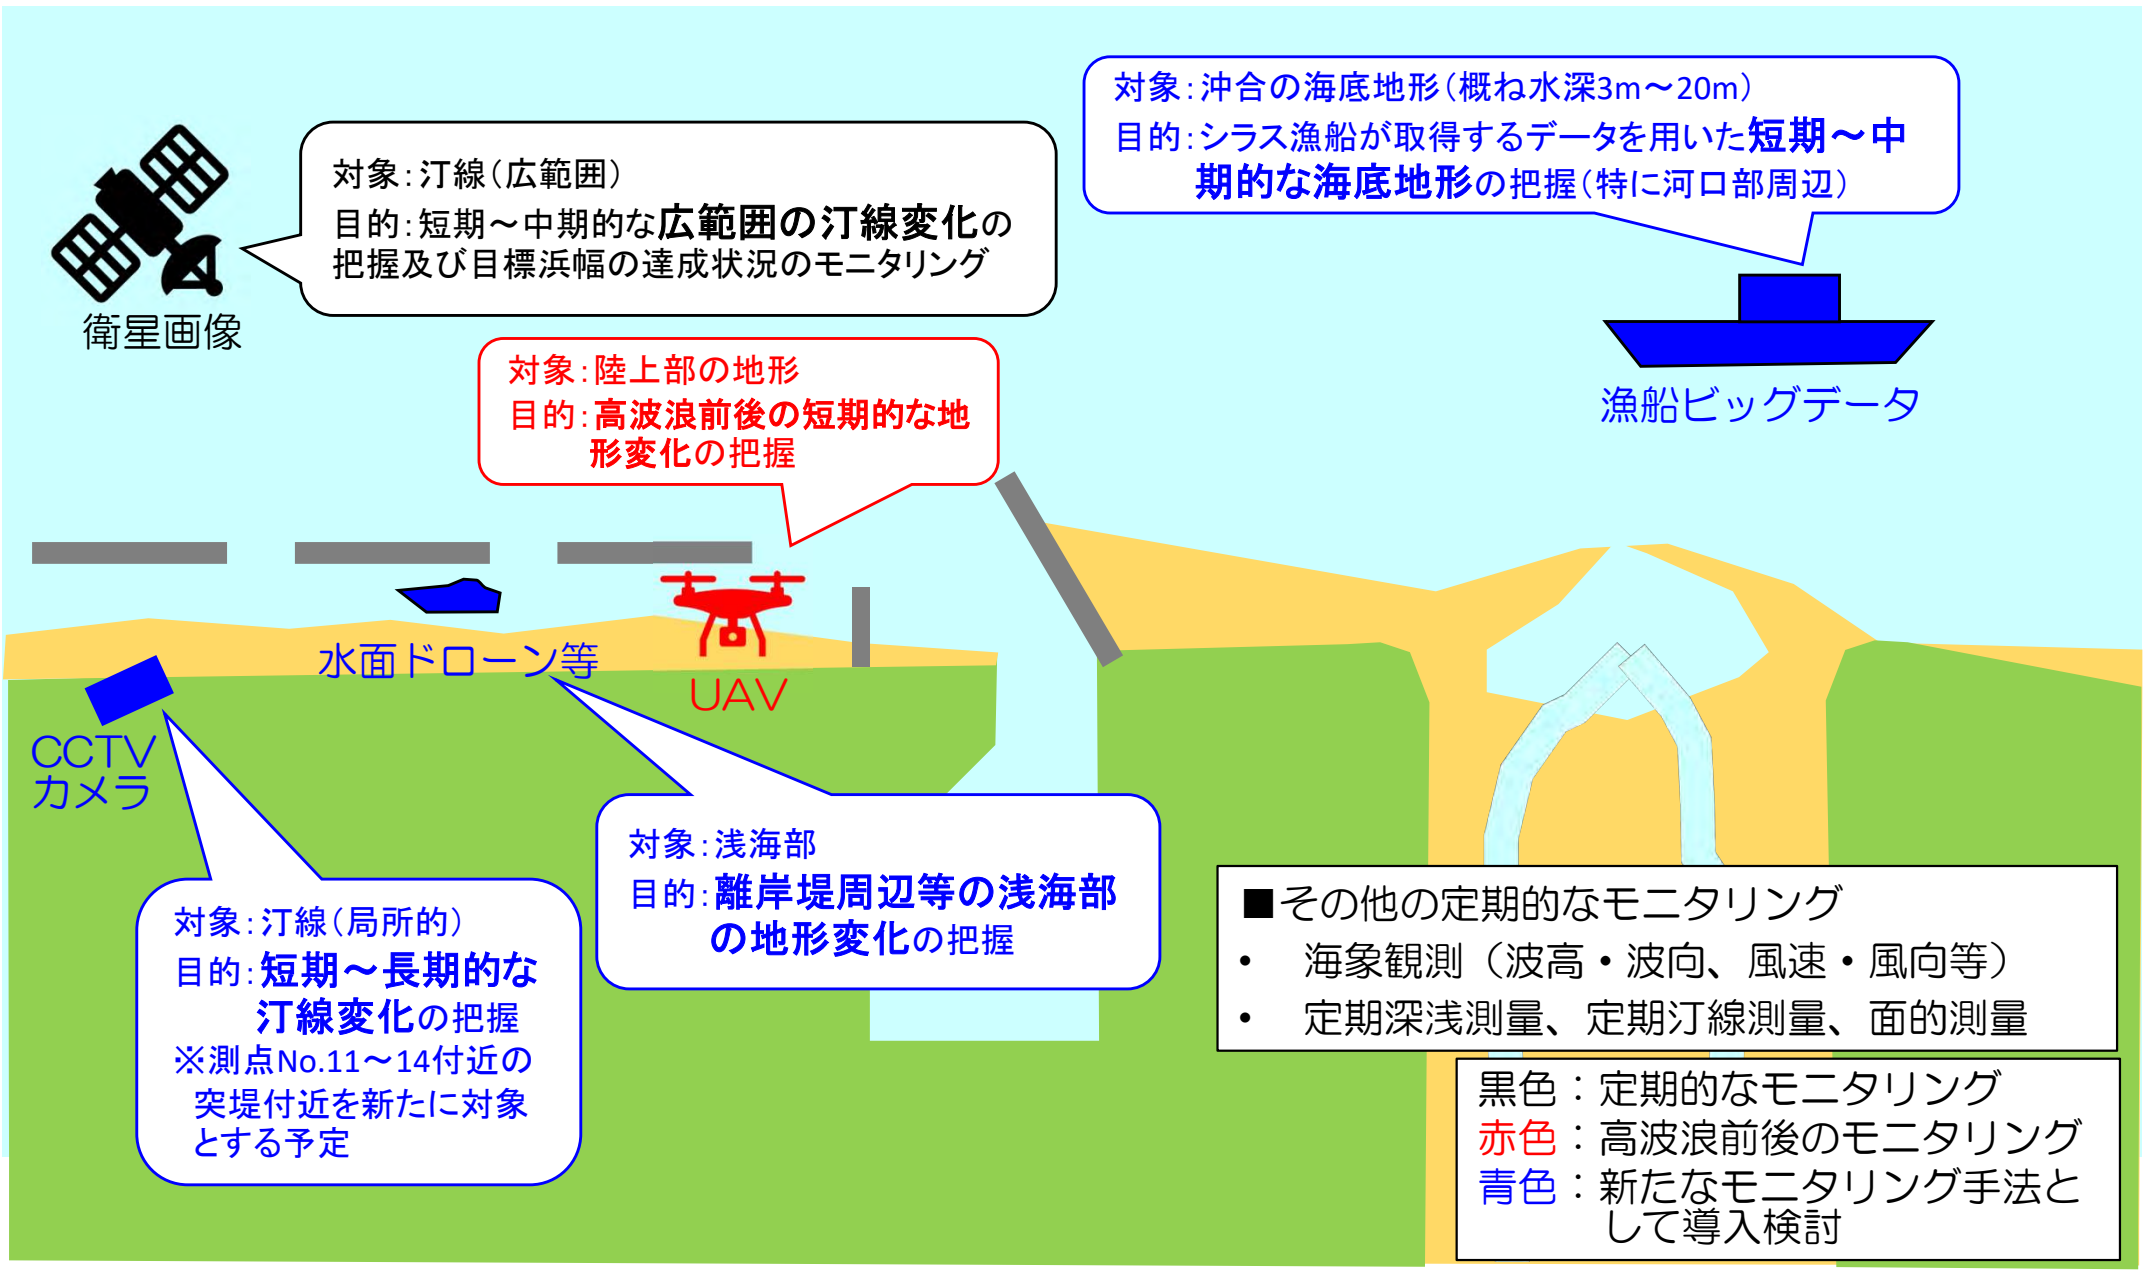 対象：沖合の海底地形（概ね水深3m～20m）
目的：シラス漁船が取得するデータを用いた短期～中
期的な海底地形の把握（特に河口部周辺）
対象：汀線（広範囲）
目的：短期～中期的な広範囲の汀線変化の
把握及び目標浜幅の達成状況のモニタリング
衛星画像
漁船ビッグデータ
対象：陸上部の地形
目的：高波浪前後の短期的な地
形変化の把握
水面ドローン等
UAV
CCTV
カメラ
対象：浅海部
目的：離岸堤周辺等の浅海部
の地形変化の把握
対象：汀線（局所的）
目的：短期～長期的な
汀線変化の把握
※測点No.11～14付近の
突堤付近を新たに対象
とする予定
■その他の定期的なモニタリング
• 海象観測（波高・波向、風速・風向等）
• 定期深浅測量、定期汀線測量、面的測量
黒色：定期的なモニタリング
赤色：高波浪前後のモニタリング
青色：新たなモニタリング手法と
して導入検討